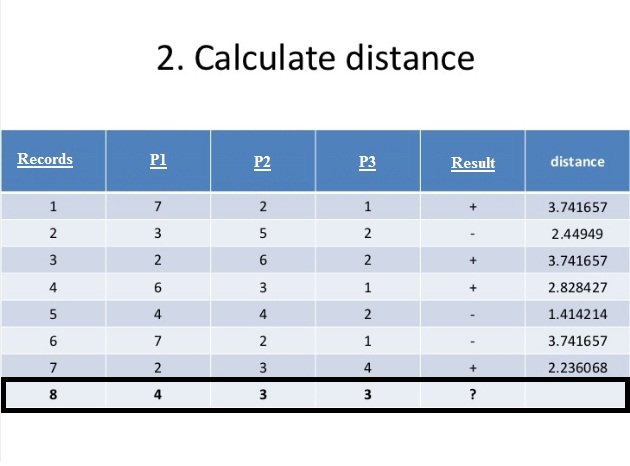 2. Calculate distance
Records P1 P2 P3 Result distance
1 7 2 1 + 3.741657
2 3 5 2 - 2.44949
3 2 6 2 + 3.741657
4 6 3 1 + 2.828427
5 4 4 2 - 1.414214
6 7 2 1 - 3.741657
7 2 3 4 + 2.236068
8 4 3 3 ?